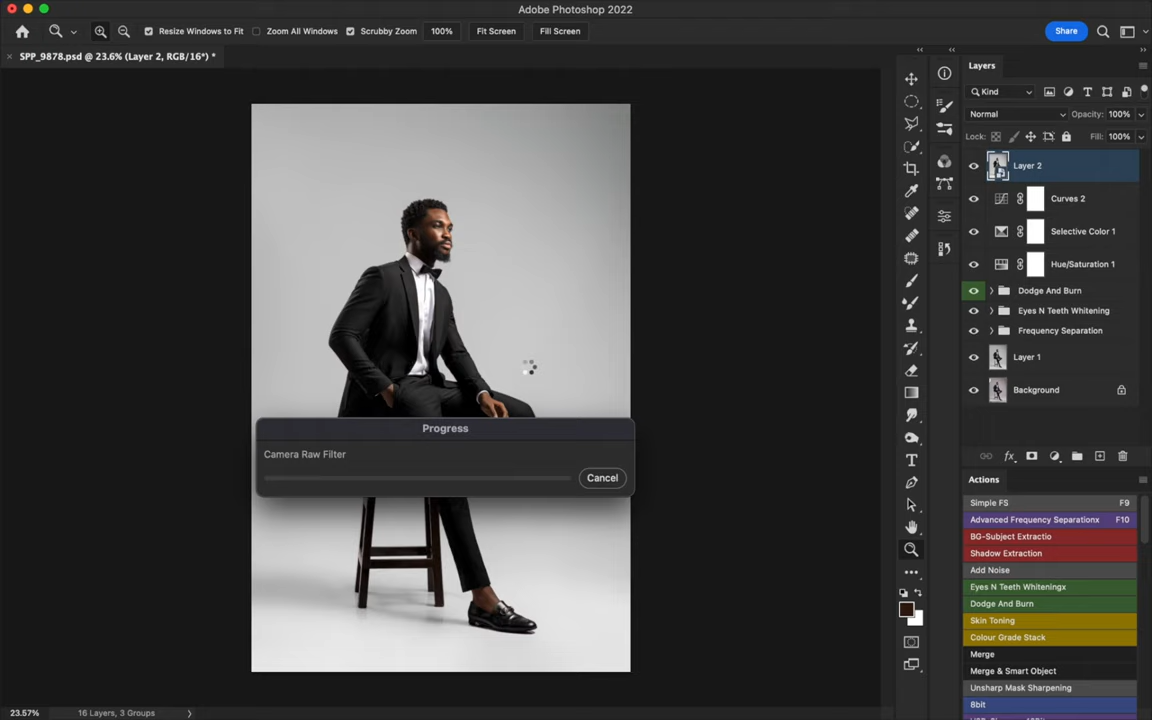 Adobe Photoshop 2022
Resize Windows to Fit
Zoom All Windows
Scrubby Zoom
100%
Fit Screen
Fill Screen
Share
SPP_9878.psd @ 23.6% (Layer 2, RGB/16*) *
Layers
Kind
Normal
Opacity: 100%
Lock:
Fill: 100%
Layer 2
Curves 2
Selective Color 1
Hue/Saturation 1
Dodge And Burn
Eyes N Teeth Whitening
Frequency Separation
Layer 1
Background
fx
Progress
Camera Raw Filter
Cancel
Actions
Simple FS F9
Advanced Frequency Separationx F10
BG-Subject Extractio
Shadow Extraction
Add Noise
Eyes N Teeth Whiteningx
Dodge And Burn
Skin Toning
Colour Grade Stack
Merge
Merge & Smart Object
Unsharp Mask Sharpening
8bit
23.57%
16 Layers, 3 Groups